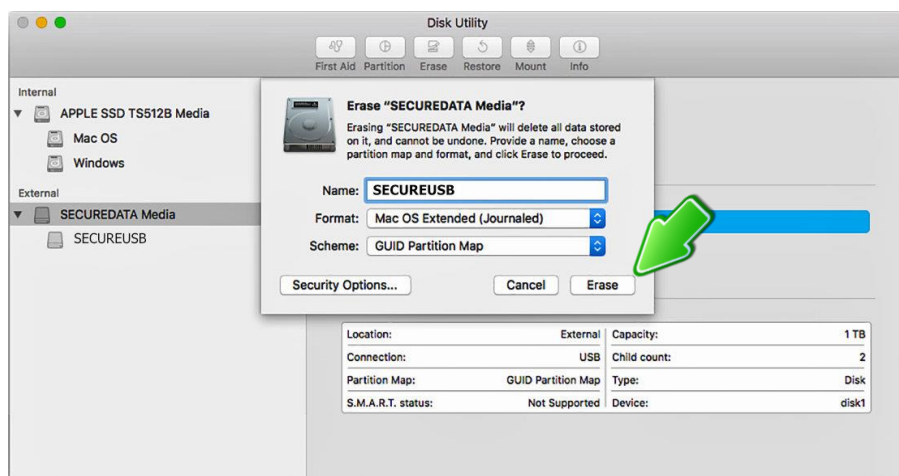 Disk Utility
First Aid Partition Erase Restore Mount Info
Internal
APPLE SSD TS512B Media
Mac OS
Windows
External
SECUREDATA Media
SECUREUSB
Erase “SECUREDATA Media”?
Erasing “SECUREDATA Media” will delete all data stored
on it, and cannot be undone. Provide a name, choose a
partition map and format, and click Erase to proceed.
Name: SECUREUSB
Format: Mac OS Extended (Journaled)
Scheme: GUID Partition Map
Security Options... Cancel Erase
Location: External Capacity: 1 TB
Connection: USB Child count: 2
Partition Map: GUID Partition Map Type: Disk
S.M.A.R.T. status: Not Supported Device: disk1